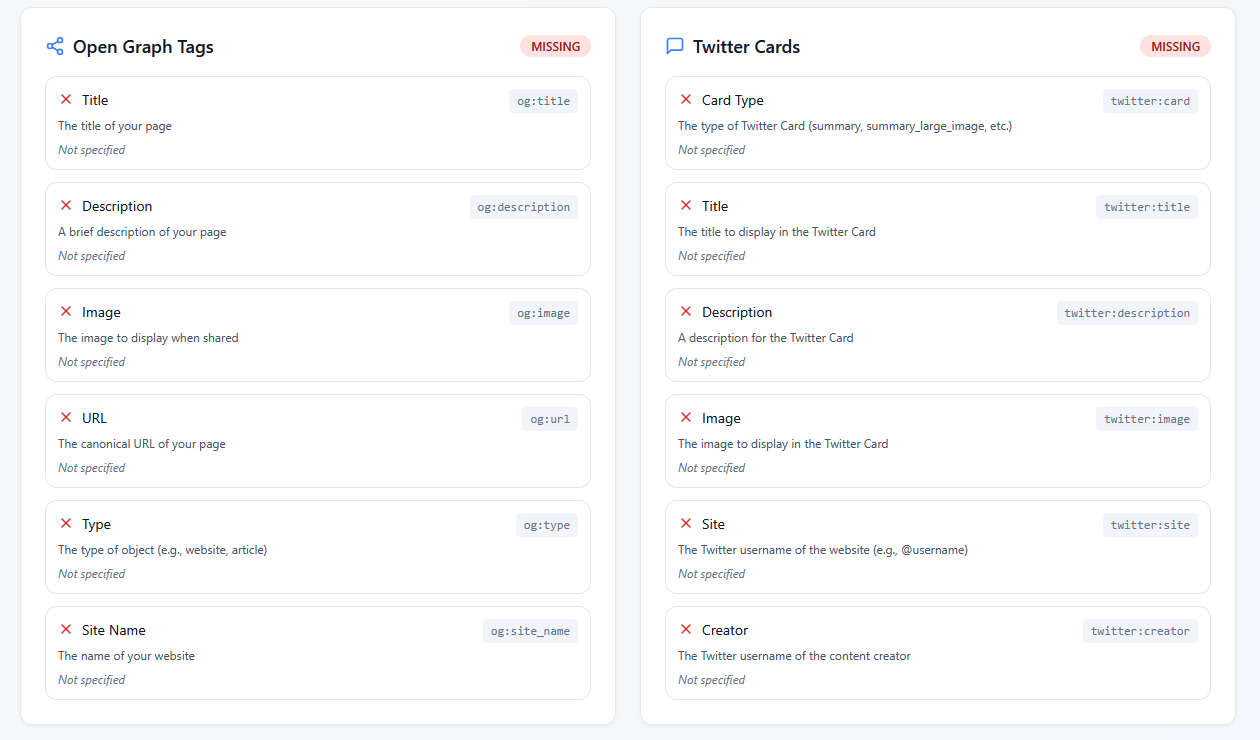 Open Graph Tags
MISSING
Title
og:title
The title of your page
Not specified
Description
og:description
A brief description of your page
Not specified
Image
og:image
The image to display when shared
Not specified
URL
og:url
The canonical URL of your page
Not specified
Type
og:type
The type of object (e.g., website, article)
Not specified
Site Name
og:site_name
The name of your website
Not specified
Twitter Cards
MISSING
Card Type
twitter:card
The type of Twitter Card (summary, summary_large_image, etc.)
Not specified
Title
twitter:title
The title to display in the Twitter Card
Not specified
Description
twitter:description
A description for the Twitter Card
Not specified
Image
twitter:image
The image to display in the Twitter Card
Not specified
Site
twitter:site
The Twitter username of the website (e.g., @username)
Not specified
Creator
twitter:creator
The Twitter username of the content creator
Not specified